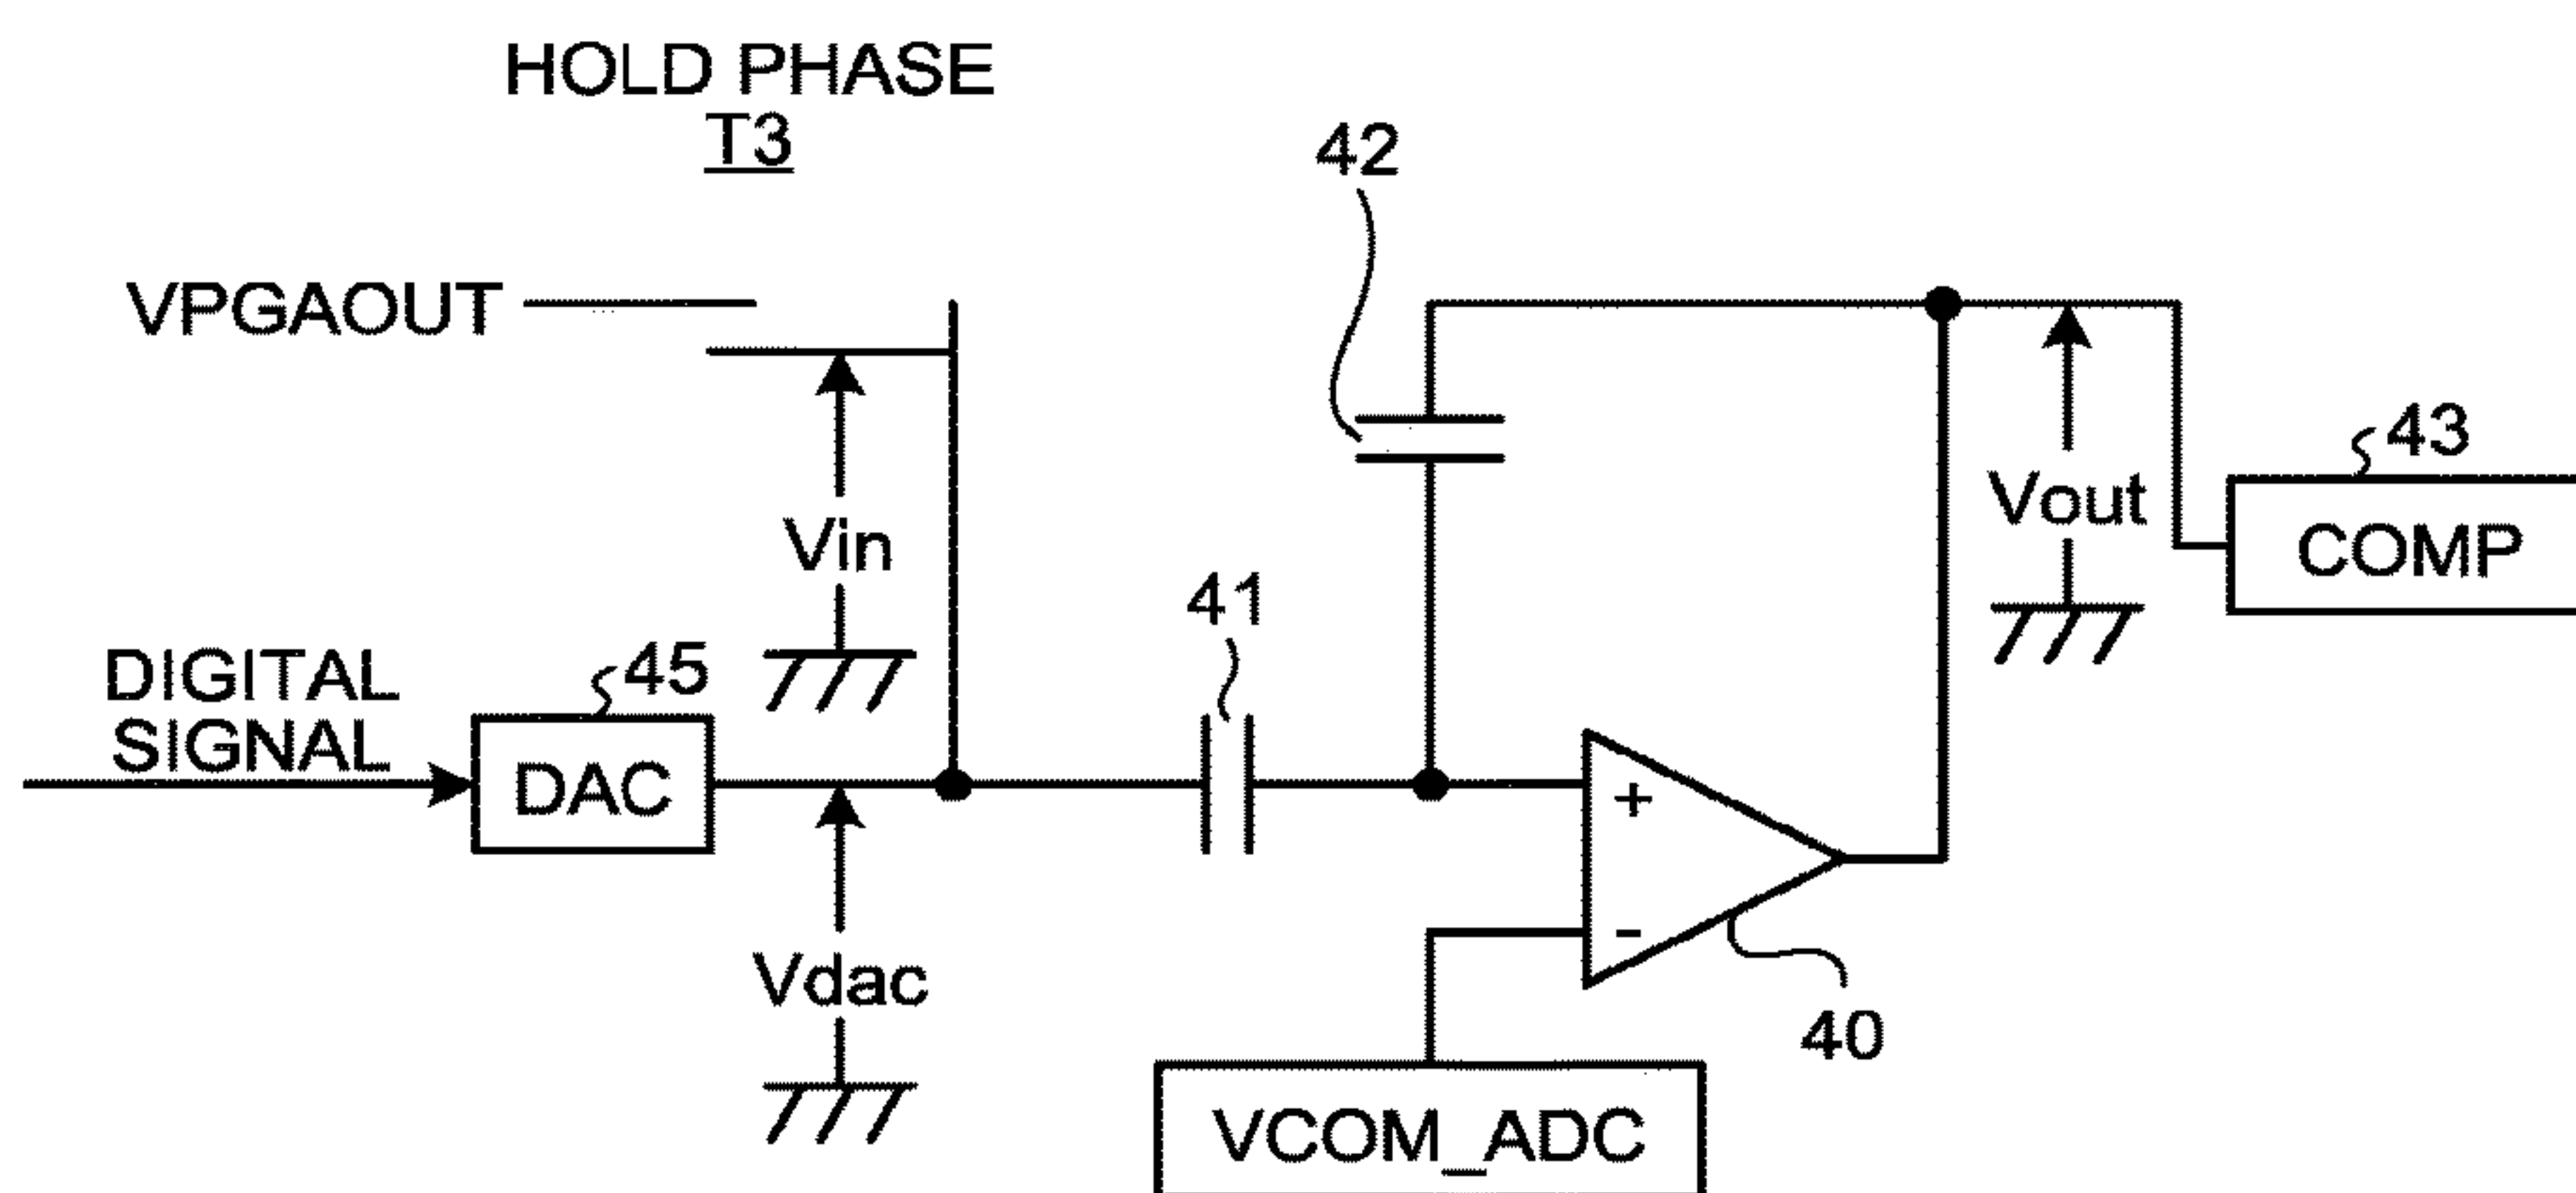 HOLD PHASE
T3
42
VPGAOUT
43
Vin
Vout
COMP
41
DIGITAL
SIGNAL
45
DAC
+
-
Vdac
40
VCOM_ADC